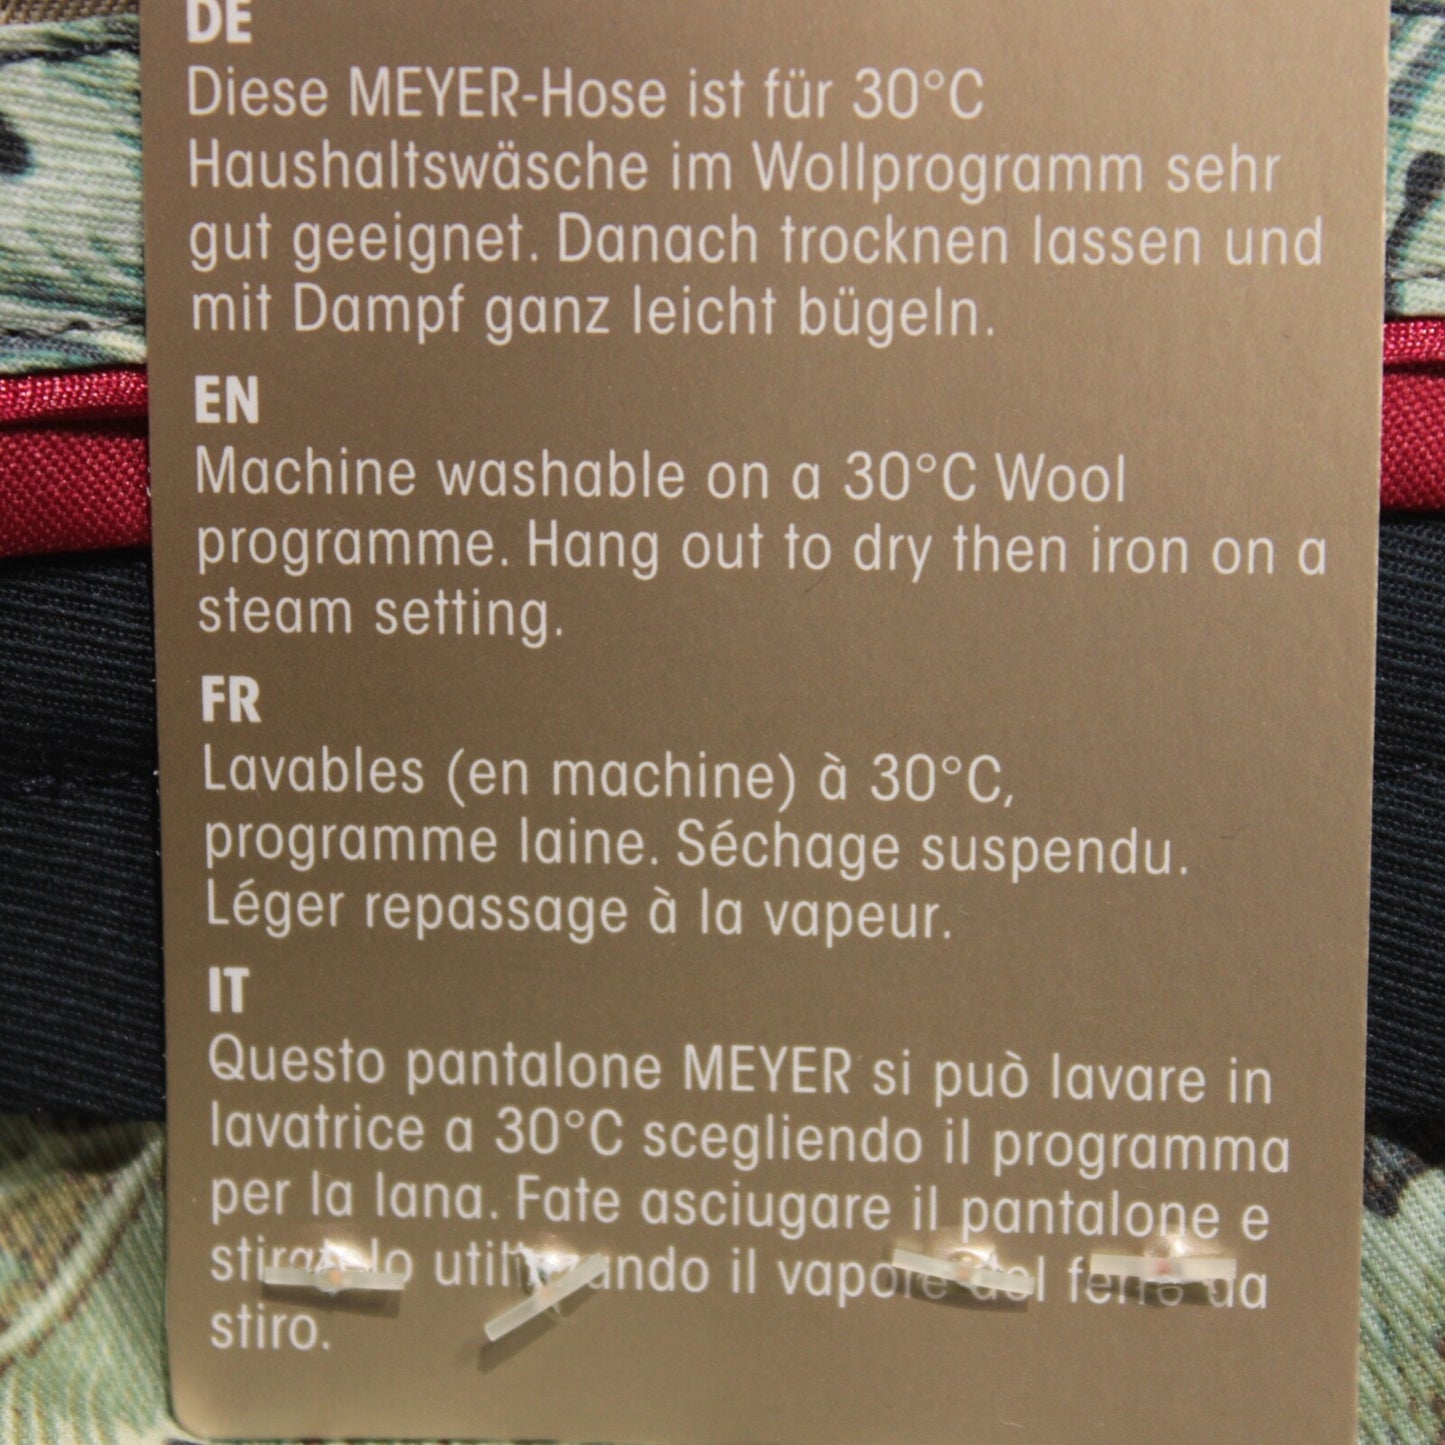 DE
Diese MEYER-Hose ist für 30°C
Haushaltswäsche im Wollprogramm sehr
gut geeignet. Danach trocknen lassen und
mit Dampf ganz leicht bügeln.
EN
Machine washable on a 30°C Wool
programme. Hang out to dry then iron on a
steam setting.
FR
Lavables (en machine) à 30°C,
programme laine. Séchage suspendu.
Léger repassage à la vapeur.
IT
Questo pantalone MEYER si può lavare in
lavatrice a 30°C scegliendo il programma
per la lana. Fate asciugare il pantalone e
stiratelo utilizzando il vapore del ferro da
stiro.